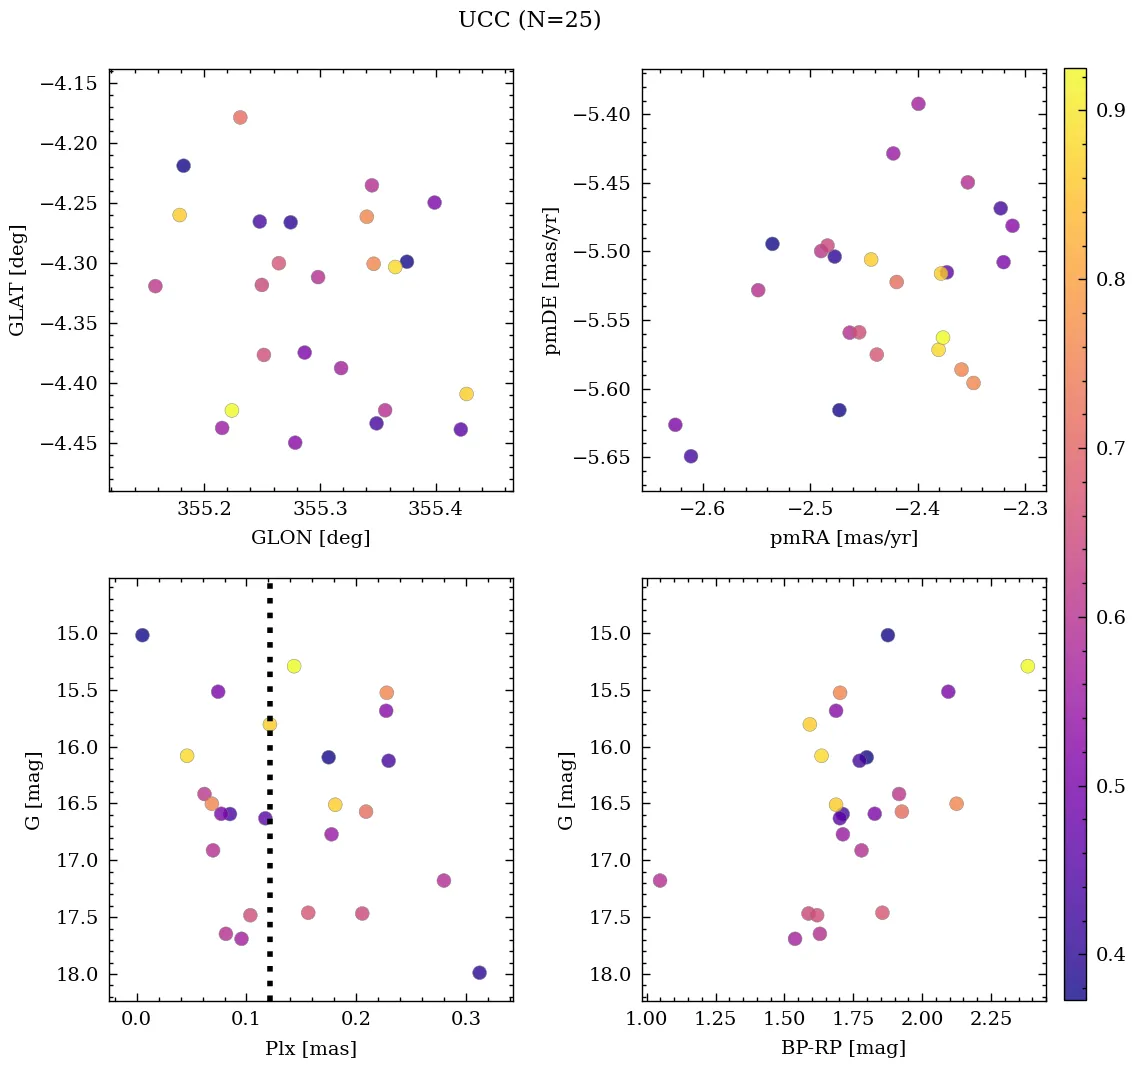 UCC (N=25)
−4.15
−4.20
−4.25
−4.30
−4.35
−4.40
−4.45
GLAT [deg]
355.2 355.3 355.4
GLON [deg]
−5.40
−5.45
−5.50
−5.55
−5.60
−5.65
pmDE [mas/yr]
−2.6 −2.5 −2.4 −2.3
pmRA [mas/yr]
15.0
15.5
16.0
16.5
17.0
17.5
18.0
G [mag]
0.0 0.1 0.2 0.3
Plx [mas]
15.0
15.5
16.0
16.5
17.0
17.5
18.0
G [mag]
1.00 1.25 1.50 1.75 2.00 2.25
BP-RP [mag]
0.9
0.8
0.7
0.6
0.5
0.4